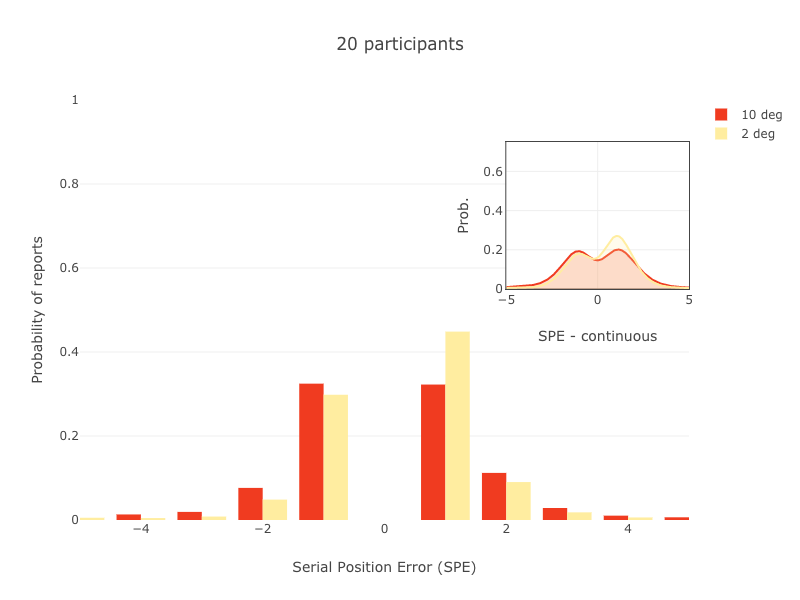 20 participants
10 deg
2 deg
Probability of reports
1
0.8
0.6
0.4
0.2
0
−4
−2
0
2
4
Serial Position Error (SPE)
Prob.
0.6
0.4
0.2
0
−5
0
5
SPE - continuous